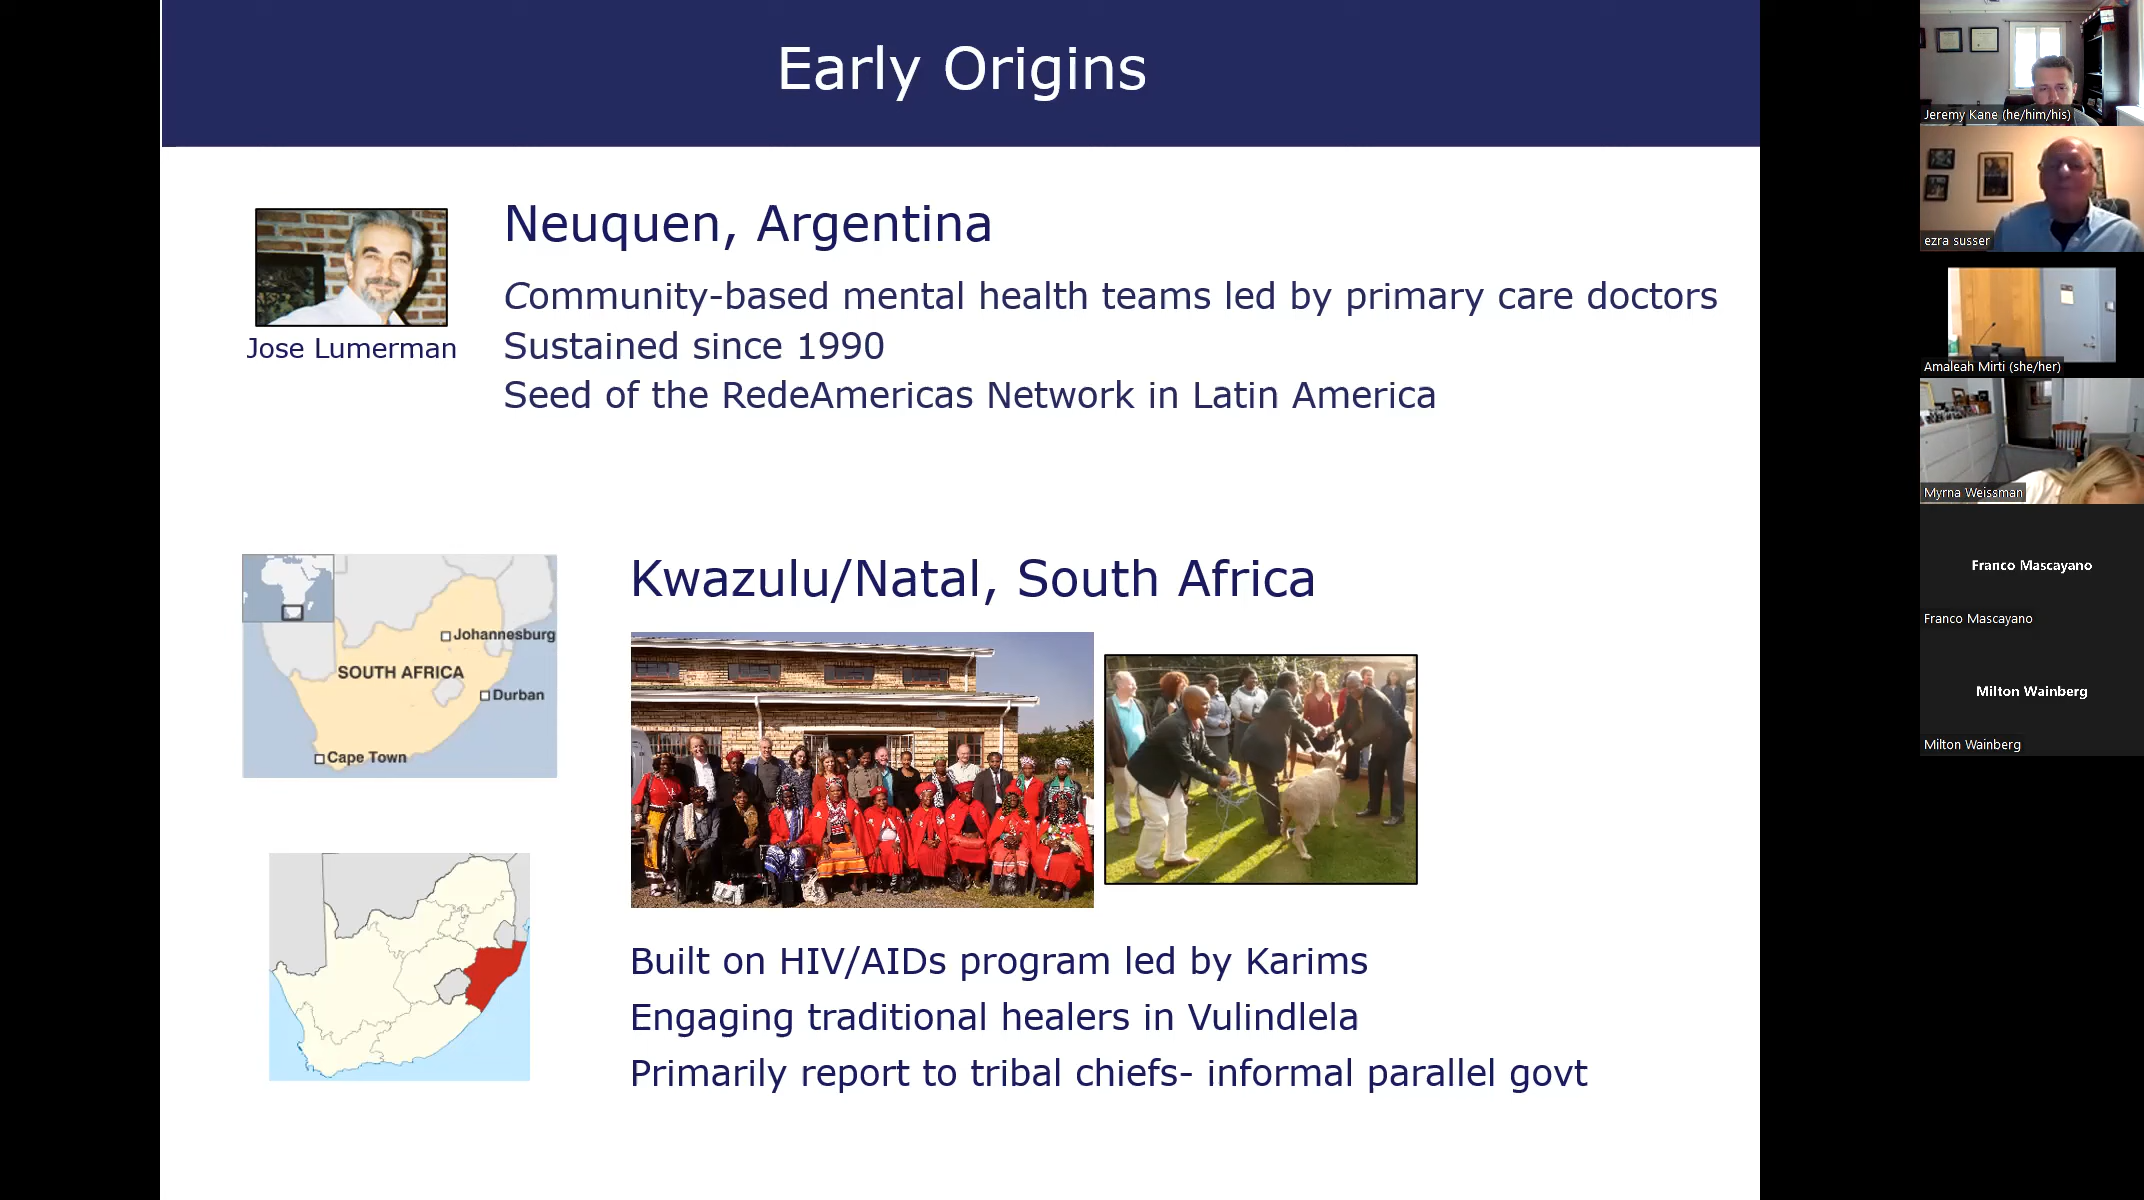 Early Origins
Jose Lumerman
Neuquen, Argentina
Community-based mental health teams led by primary care doctors
Sustained since 1990
Seed of the RedeAmericas Network in Latin America
Johannesburg
SOUTH AFRICA
Durban
Cape Town
Kwazulu/Natal, South Africa
Built on HIV/AIDs program led by Karims
Engaging traditional healers in Vulindlela
Primarily report to tribal chiefs- informal parallel govt
Jeremy Kane (he/him/his)
ezra susser
Amaleah Mirti (she/her)
Myrna Weissman
Franco Mascayano
Franco Mascayano
Milton Wainberg
Milton Wainberg